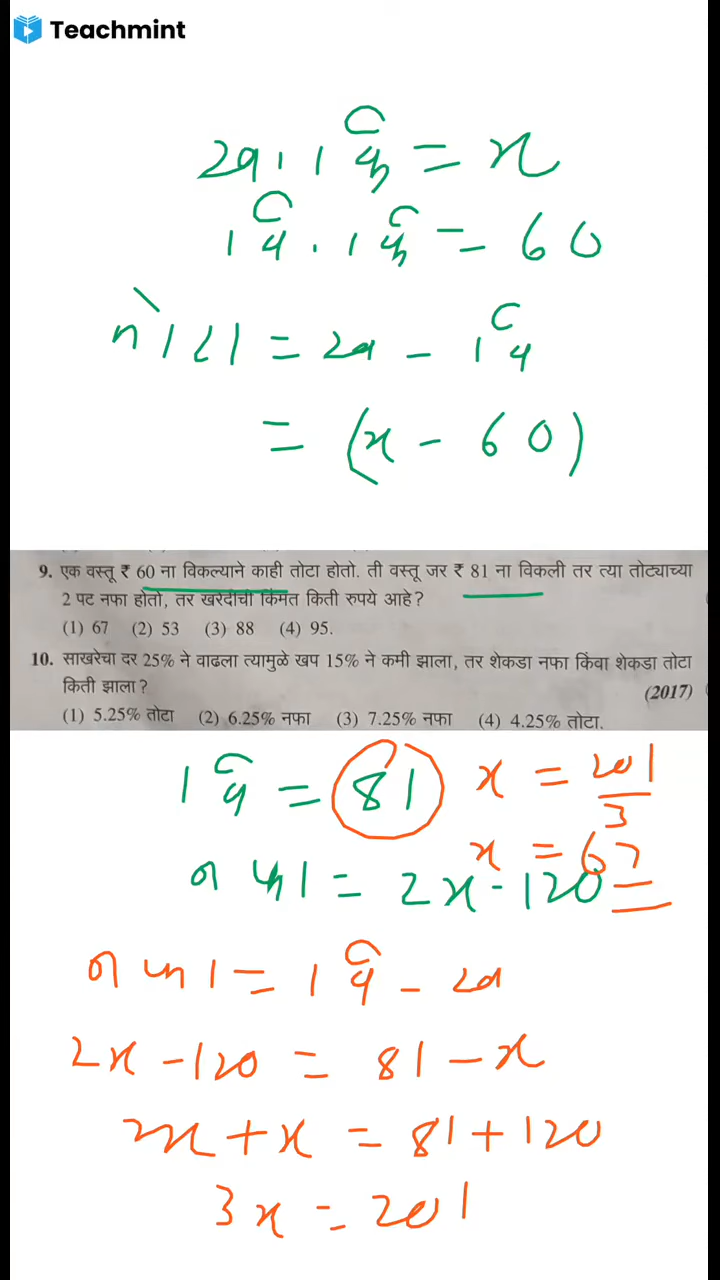 Teachmint
ख. किं = x
वि. किं = 60
तोटा = ख - वि
= (x - 60)
9. एक वस्तू ₹ 60 ना विकल्याने काही तोटा होतो. ती वस्तू जर ₹ 81 ना विकली तर त्या तोट्याच्या
2 पट नफा होतो, तर खरेदीची किंमत किती रुपये आहे?
(1) 67 (2) 53 (3) 88 (4) 95.
10. साखरेचा दर 25% ने वाढला त्यामुळे खप 15% ने कमी झाला, तर शेकडा नफा किंवा शेकडा तोटा
किती झाला? (2017)
(1) 5.25% तोटा (2) 6.25% नफा (3) 7.25% नफा (4) 4.25% तोटा.
वि = 81
x = 201/3
x = 67
नफा = 2x - 120
नफा = वि - ख
2x - 120 = 81 - x
2x + x = 81 + 120
3x = 201